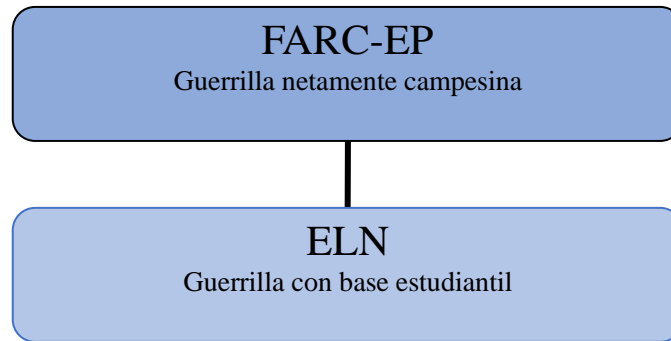 FARC-EP
Guerrilla netamente campesina
ELN
Guerrilla con base estudiantil